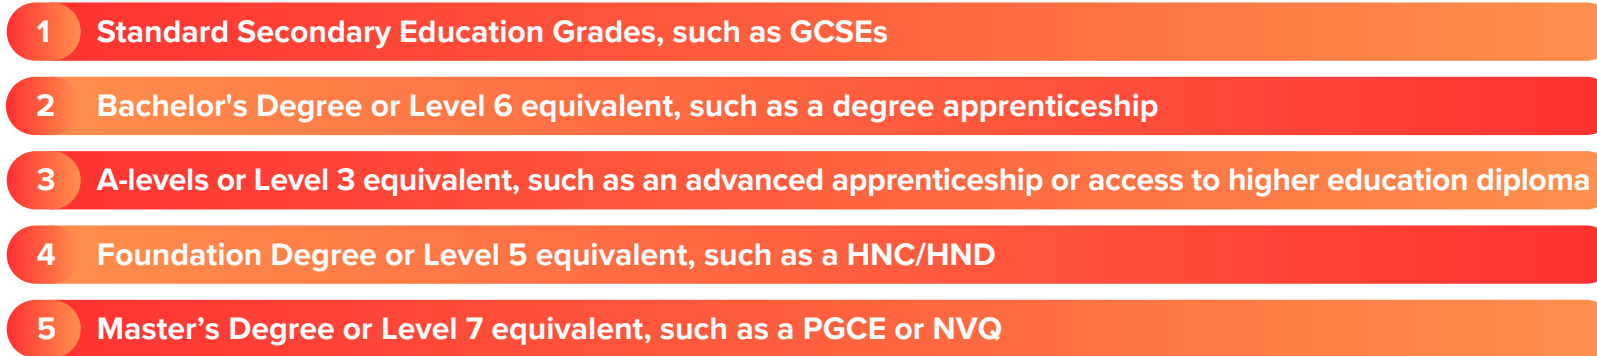 1 Standard Secondary Education Grades, such as GCSEs
2 Bachelor's Degree or Level 6 equivalent, such as a degree apprenticeship
3 A-levels or Level 3 equivalent, such as an advanced apprenticeship or access to higher education diploma
4 Foundation Degree or Level 5 equivalent, such as a HNC/HND
5 Master’s Degree or Level 7 equivalent, such as a PGCE or NVQ